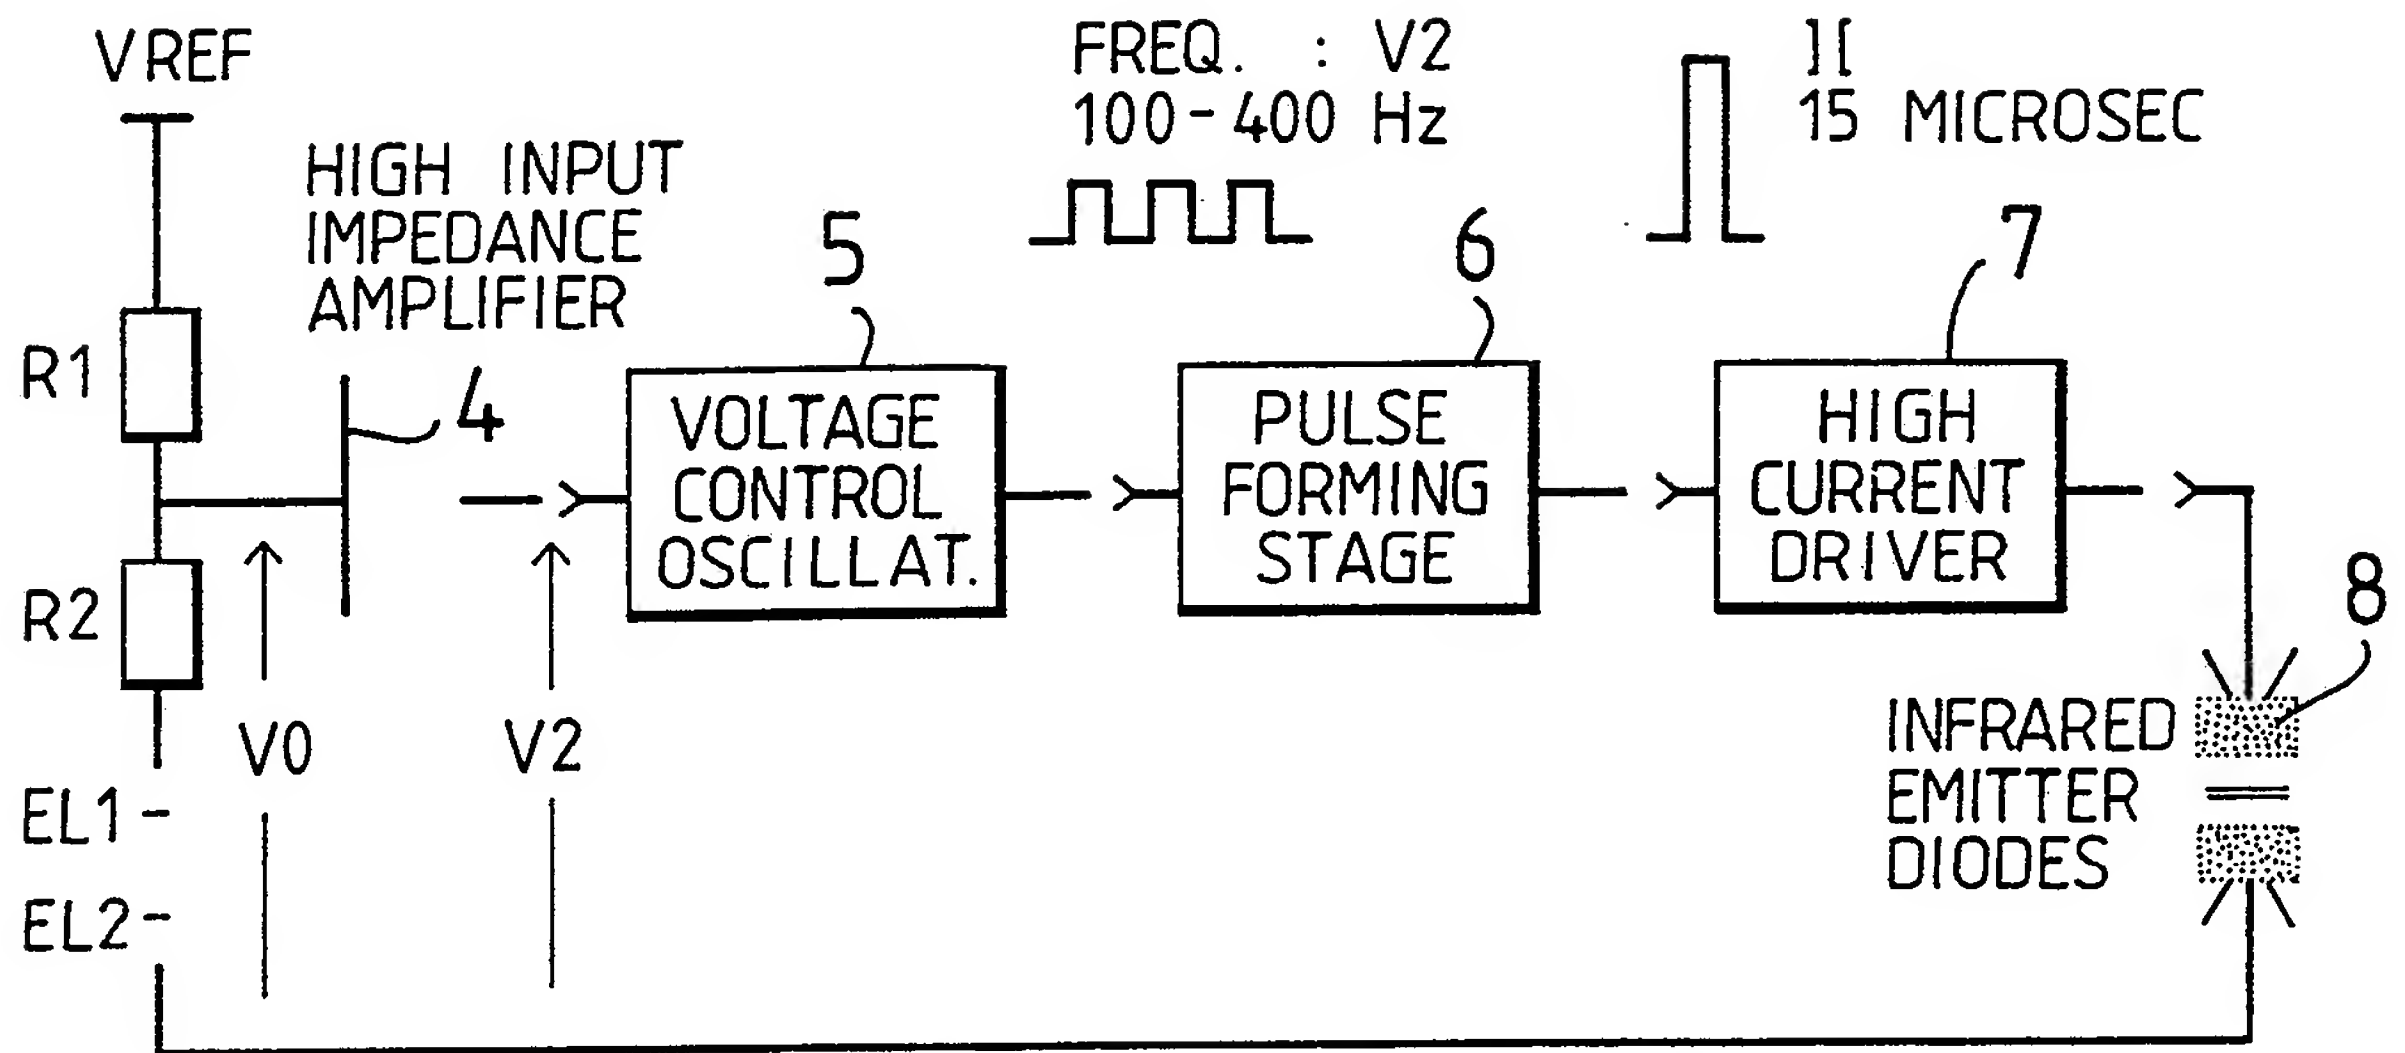 VREF
FREQ. : V2
100-400 Hz
][
15 MICROSEC
HIGH INPUT
IMPEDANCE
AMPLIFIER
5
6
7
R1
4
VOLTAGE
CONTROL
OSCILLAT.
PULSE
FORMING
STAGE
HIGH
CURRENT
DRIVER
R2
8
V0
V2
INFRARED
EMITTER
DIODES
EL1
EL2